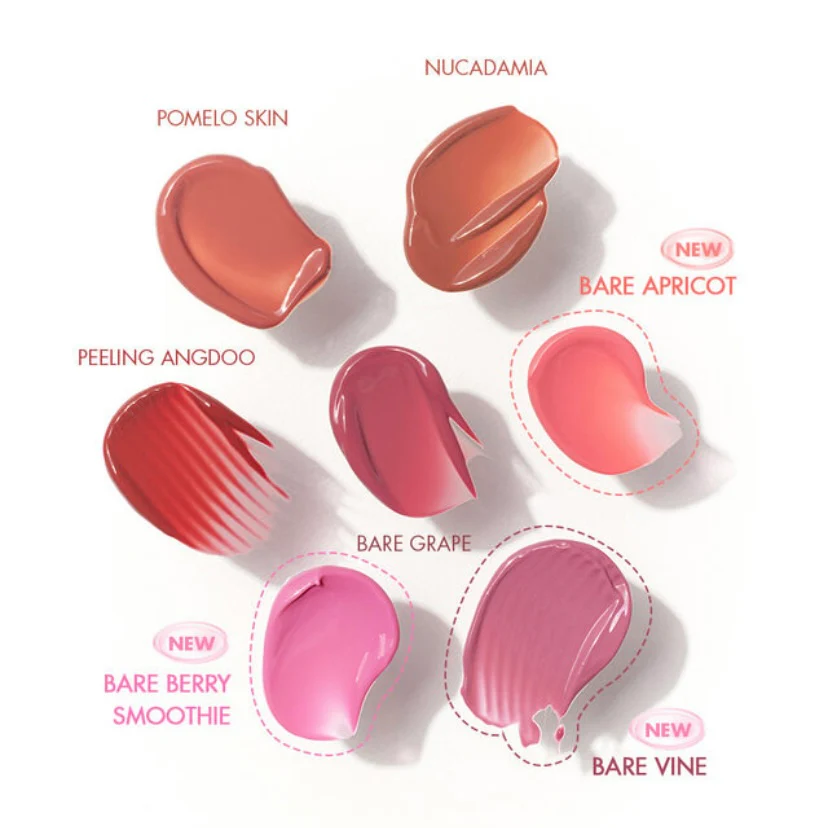 NUCADAMIA
POMELO SKIN
NEW
BARE APRICOT
PEELING ANGDOO
BARE GRAPE
NEW
BARE BERRY
SMOOTHIE
NEW
BARE VINE